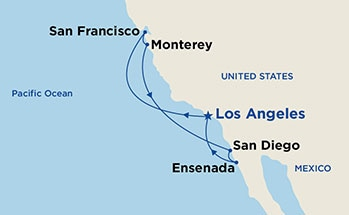 San Francisco
Monterey
UNITED STATES
Pacific Ocean
Los Angeles
San Diego
Ensenada
MEXICO